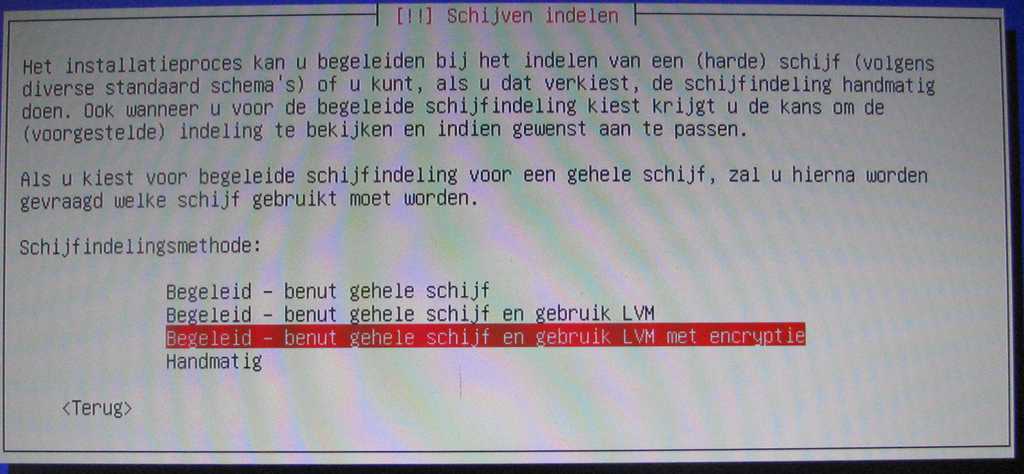 [!!] Schijven indelen
Het installatieproces kan u begeleiden bij het indelen van een (harde) schijf (volgens
diverse standaard schema's) of u kunt, als u dat verkiest, de schijfindeling handmatig
doen. Ook wanneer u voor de begeleide schijfindeling kiest krijgt u de kans om de
(voorgestelde) indeling te bekijken en indien gewenst aan te passen.
Als u kiest voor begeleide schijfindeling voor een gehele schijf, zal u hierna worden
gevraagd welke schijf gebruikt moet worden.
Schijfindelingsmethode:
Begeleid - benut gehele schijf
Begeleid - benut gehele schijf en gebruik LVM
Begeleid - benut gehele schijf en gebruik LVM met encryptie
Handmatig
<Terug>